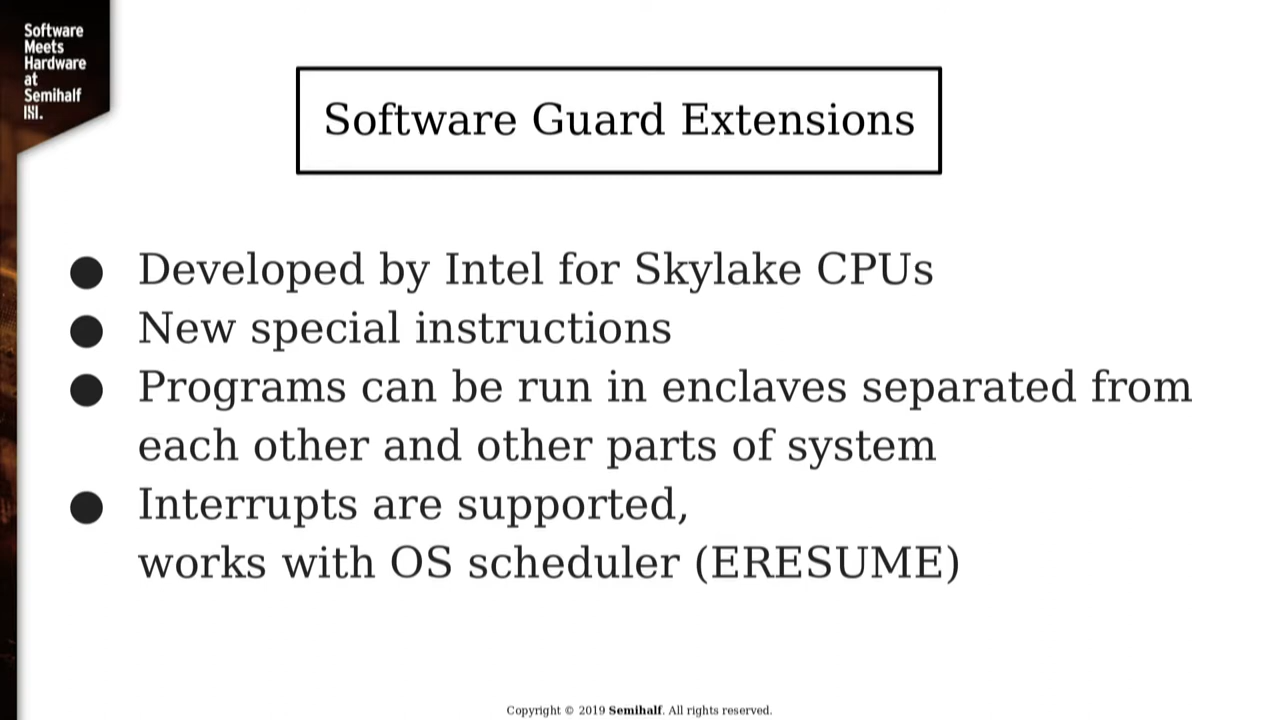 Software
Meets
Hardware
at
Semihalf
Software Guard Extensions
● Developed by Intel for Skylake CPUs
● New special instructions
● Programs can be run in enclaves separated from
each other and other parts of system
● Interrupts are supported,
works with OS scheduler (ERESUME)
Copyright © 2019 Semihalf. All rights reserved.